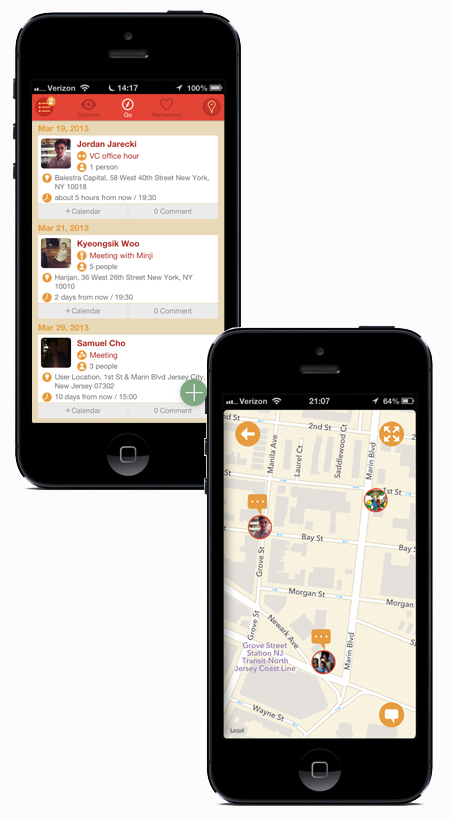 Verizon 14:17 100%
2
Discover Go Remember
Mar 19, 2013
Jordan Jarecki
VC office hour
1 person
Balestra Capital, 58 West 40th Street New York,
NY 10018
about 5 hours from now / 19:30
+Calendar 0 Comment
Mar 21, 2013
Kyeongsik Woo
Meeting with Minji
5 people
Hanjan, 36 West 26th Street New York, NY
10010
2 days from now / 19:30
+Calendar 0 Comment
Mar 29, 2013
Samuel Cho
Meeting
3 people
User Location, 1st St & Marin Blvd Jersey City,
New Jersey 07302
10 days from now / 15:00
+Calendar 0 Comment
Verizon 21:07 64%
nd St
2nd St
Manila Ave
Laurel Ct
Saddlewood Ct
Marin Blvd
1st St
Bay St
Bay St
Grove St
Morgan St
Morgan
Grove St
Newark Ave
Marin Blvd
Grove Street
Station NJ
Transit-North
Jersey Coast Line
Wayne St
Legal